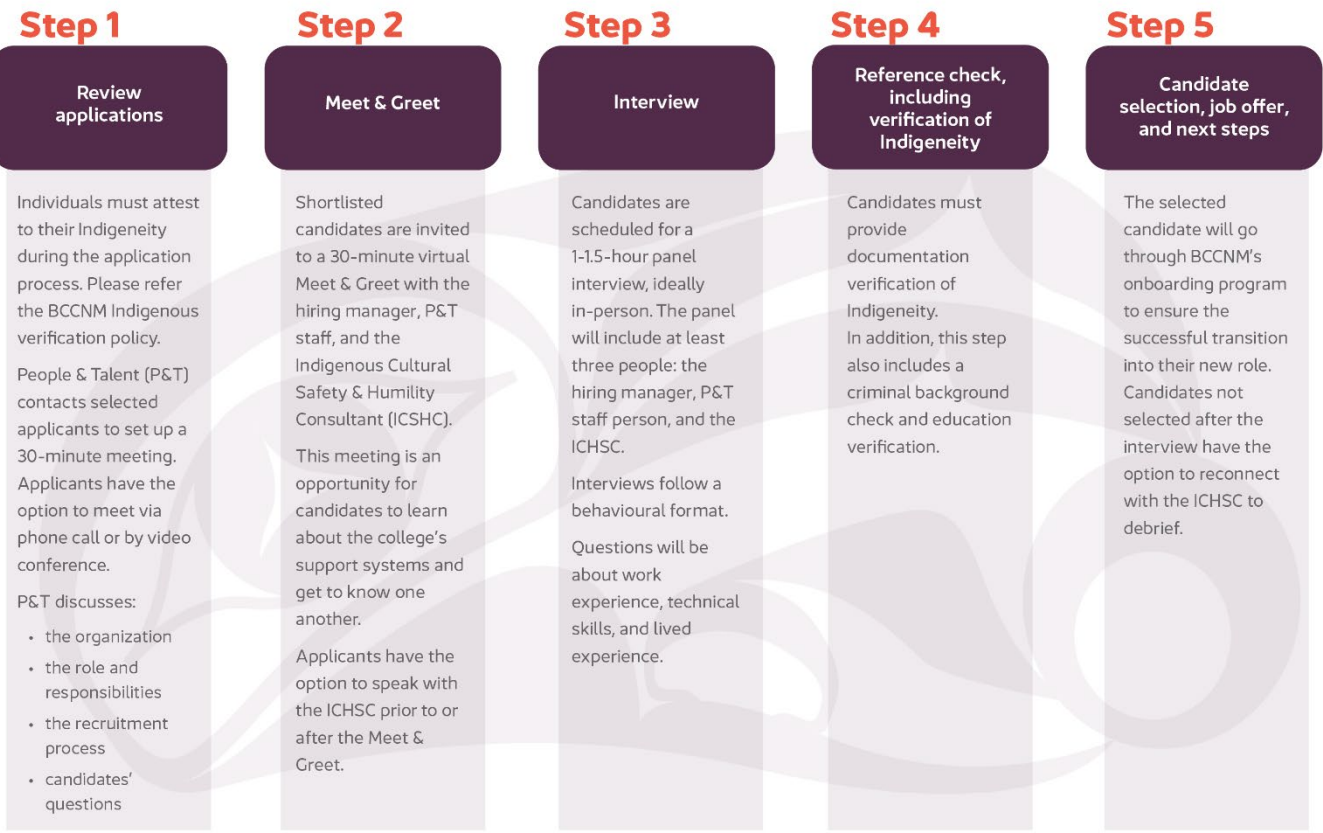 Step 1
Review
applications
Individuals must attest
to their Indigeneity
during the application
process. Please refer
the BCCNM Indigenous
verification policy.
People & Talent (P&T)
contacts selected
applicants to set up a
30-minute meeting.
Applicants have the
option to meet via
phone call or by video
conference.
P&T discusses:
• the organization
• the role and
responsibilities
• the recruitment
process
• candidates'
questions
Step 2
Meet & Greet
Shortlisted
candidates are invited
to a 30-minute virtual
Meet & Greet with the
hiring manager, P&T
staff, and the
Indigenous Cultural
Safety & Humility
Consultant (ICSHC).
This meeting is an
opportunity for
candidates to learn
about the college's
support systems and
get to know one
another.
Applicants have the
option to speak with
the ICHSC prior to or
after the Meet &
Greet.
Step 3
Interview
Candidates are
scheduled for a
1-1.5-hour panel
interview, ideally
in-person. The panel
will include at least
three people: the
hiring manager, P&T
staff person, and the
ICHSC.
Interviews follow a
behavioural format.
Questions will be
about work
experience, technical
skills, and lived
experience.
Step 4
Reference check,
including
verification of
Indigeneity
Candidates must
provide
documentation
verification of
Indigeneity.
In addition, this step
also includes a
criminal background
check and education
verification.
Step 5
Candidate
selection, job offer,
and next steps
The selected
candidate will go
through BCCNM's
onboarding program
to ensure the
successful transition
into their new role.
Candidates not
selected after the
interview have the
option to reconnect
with the ICHSC to
debrief.